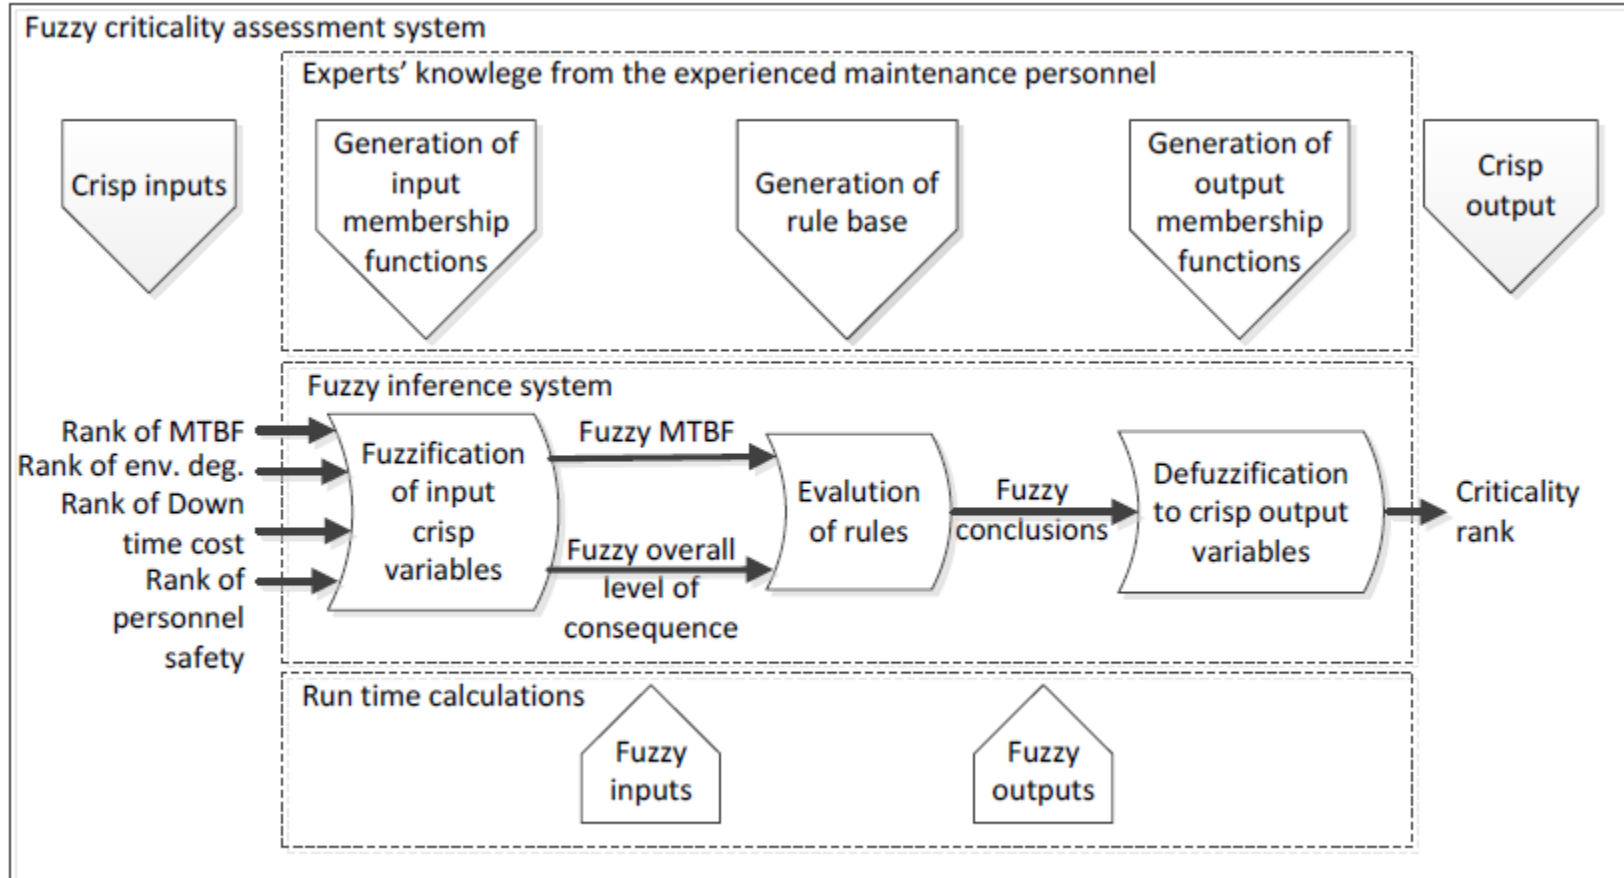 Fuzzy criticality assessment system
Experts' knowlege from the experienced maintenance personnel
Crisp inputs
Generation of
input
membership
functions
Generation of
rule base
Generation of
output
membership
functions
Crisp
output
Fuzzy inference system
Rank of MTBF
Rank of env. deg.
Rank of Down
time cost
Rank of
personnel
safety
Fuzzification
of input
crisp
variables
Fuzzy MTBF
Fuzzy overall
level of
consequence
Evalution
of rules
Fuzzy
conclusions
Defuzzification
to crisp output
variables
Criticality
rank
Run time calculations
Fuzzy
inputs
Fuzzy
outputs